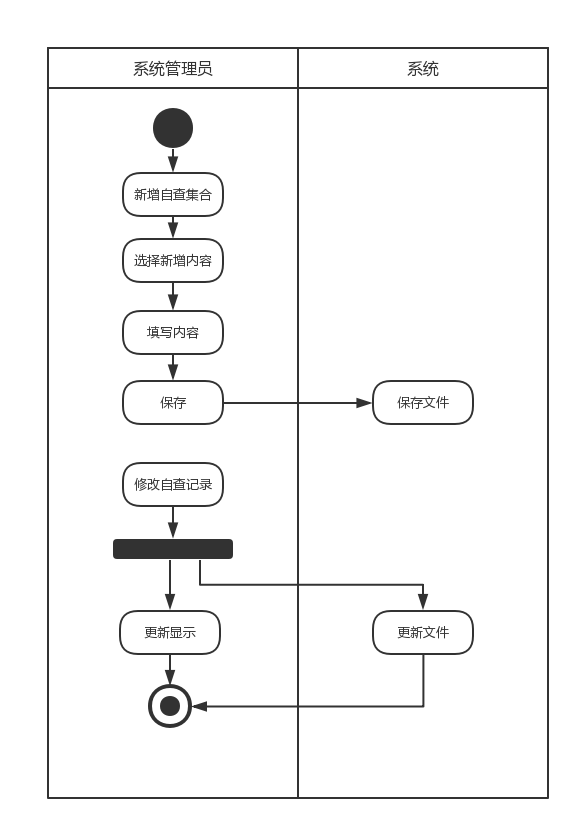 系统管理员
系统
新增自查集合
选择新增内容
填写内容
保存
保存文件
修改自查记录
更新显示
更新文件